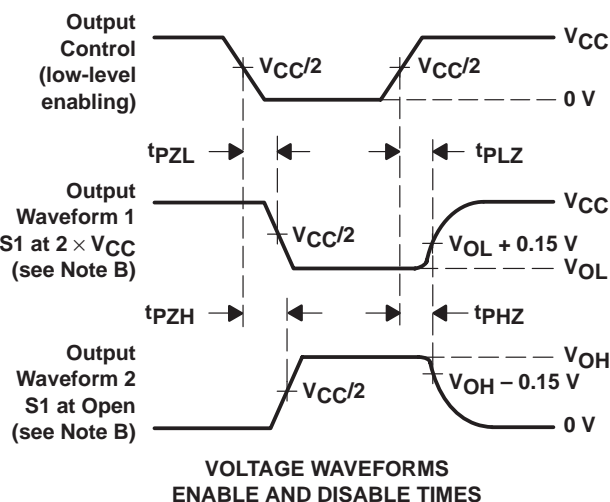 Output
Control
(low-level
enabling)
VCC/2
VCC/2
VCC
0 V
tPZL
tPLZ
Output
Waveform 1
S1 at 2 × VCC
(see Note B)
VCC/2
VCC
VOL + 0.15 V
VOL
tPZH
tPHZ
Output
Waveform 2
S1 at Open
(see Note B)
VCC/2
VOH
VOH – 0.15 V
0 V
VOLTAGE WAVEFORMS
ENABLE AND DISABLE TIMES